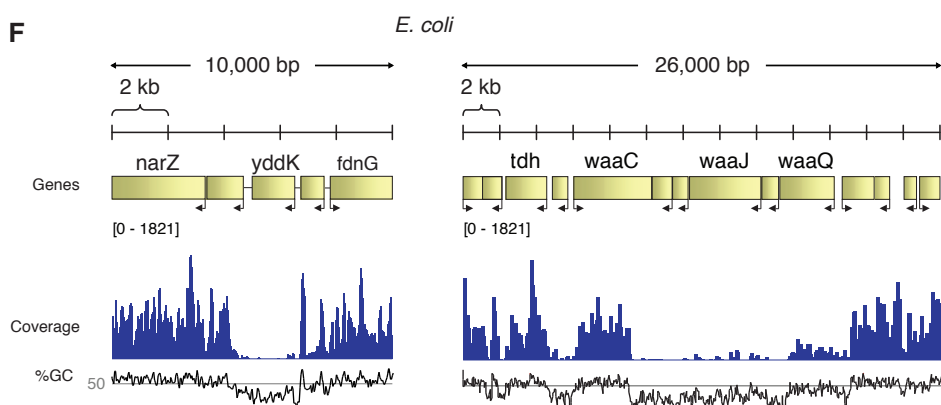 F
E. coli
10,000 bp
26,000 bp
2 kb
2 kb
narZ yddK fdnG
tdh waaC waaJ waaQ
Genes
[0 - 1821]
[0 - 1821]
Coverage
%GC
50